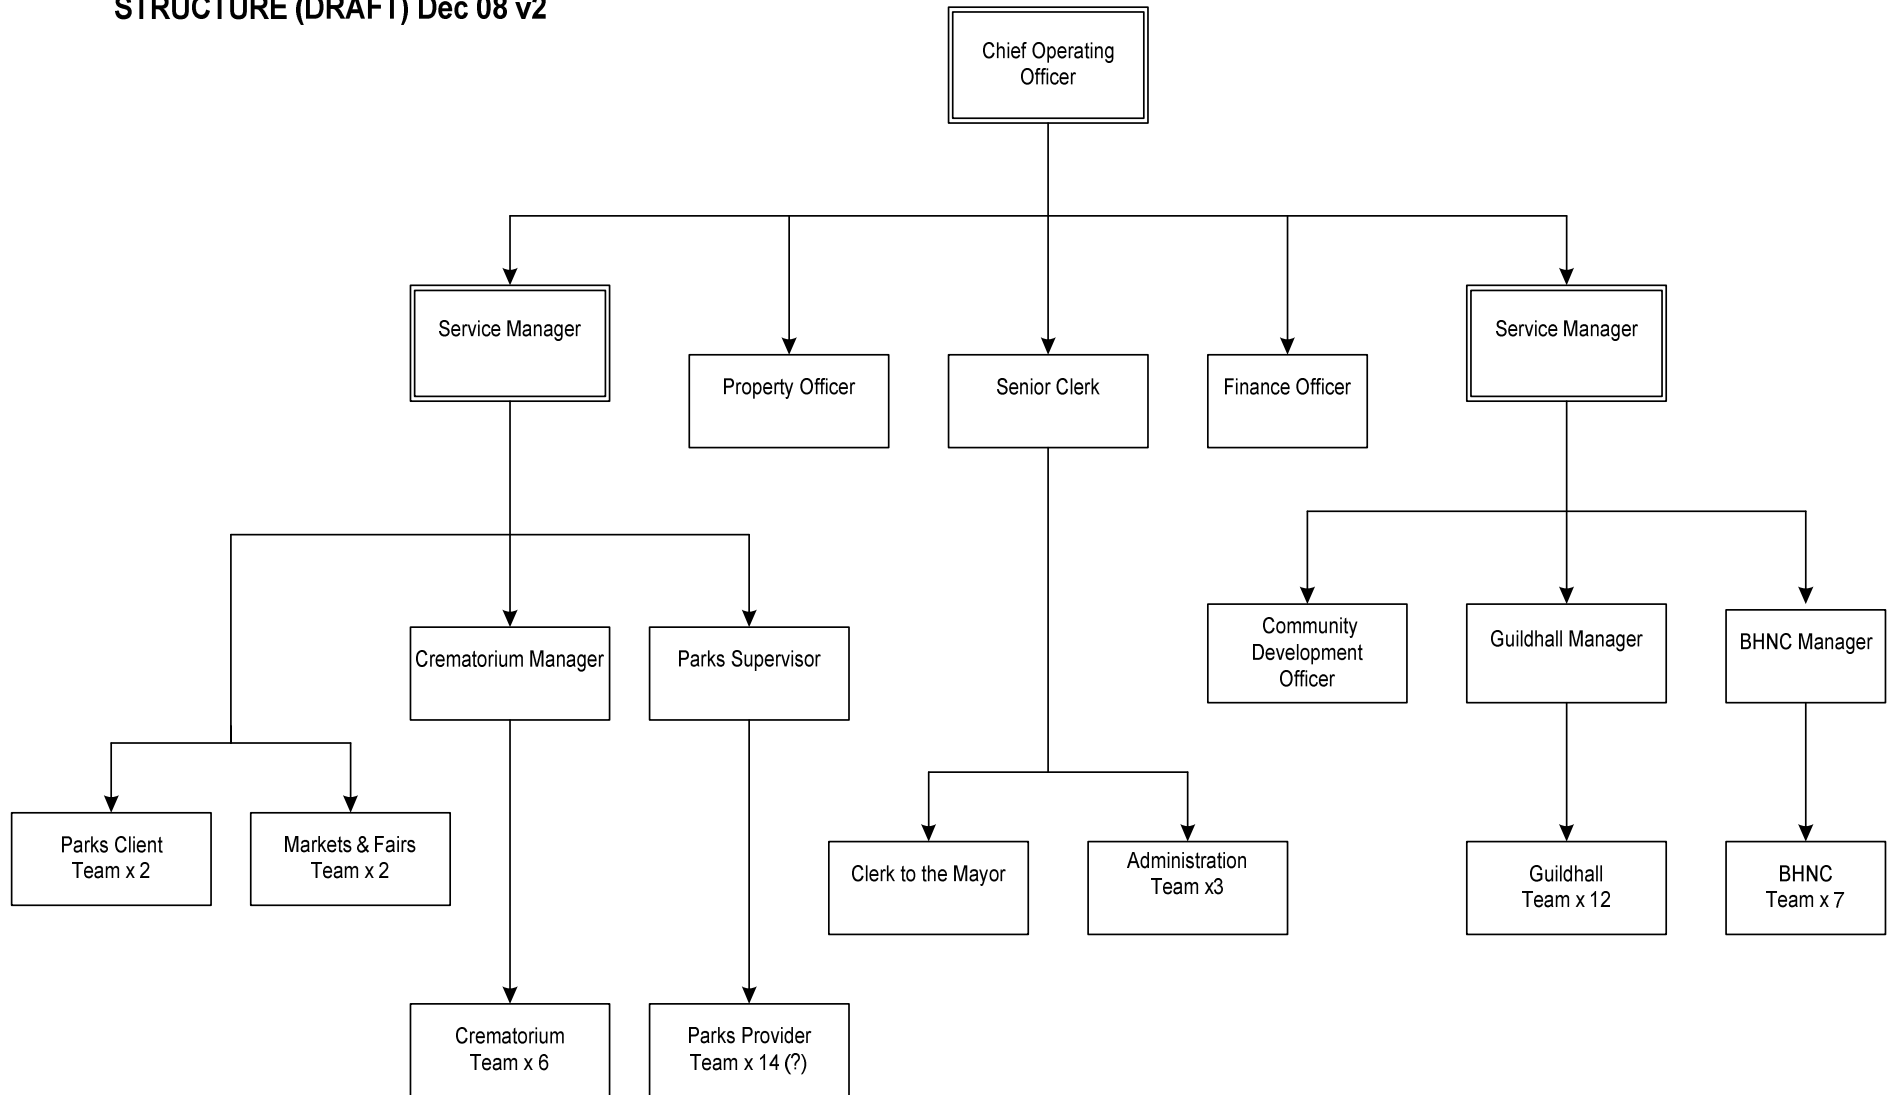 STRUCTURE (DRAFT) Dec 08 v2
Chief Operating
Officer
Service Manager
Property Officer
Senior Clerk
Finance Officer
Service Manager
Crematorium Manager
Parks Supervisor
Community
Development
Officer
Guildhall Manager
BHNC Manager
Parks Client
Team x 2
Markets & Fairs
Team x 2
Clerk to the Mayor
Administration
Team x3
Guildhall
Team x 12
BHNC
Team x 7
Crematorium
Team x 6
Parks Provider
Team x 14 (?)